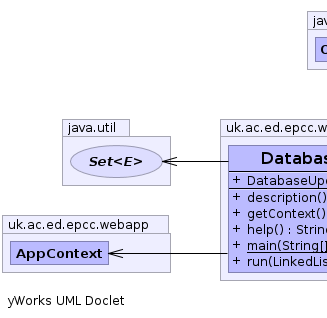 jav
C
java.util
Set<E>
uk.ac.ed.epcc.w
Databas
+ DatabaseUpd
+ description()
+ getContext()
+ help() : String
+ main(String[]
+ run(LinkedLis
uk.ac.ed.epcc.webapp
AppContext
yWorks UML Doclet